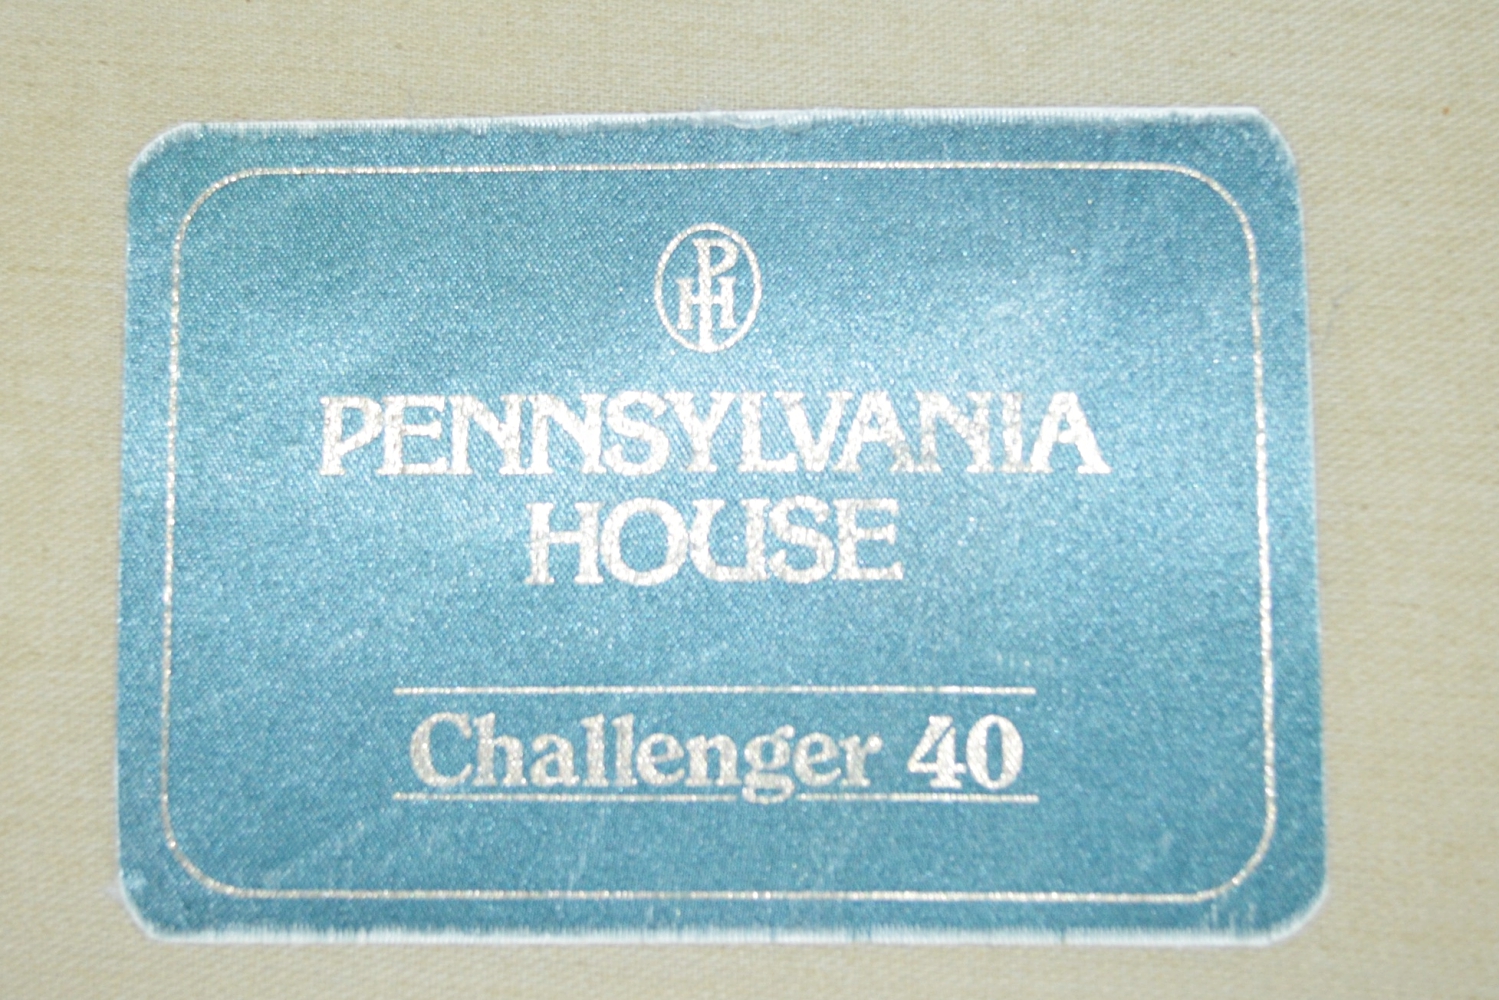 PH
PENNSYLVANIA
HOUSE
Challenger 40